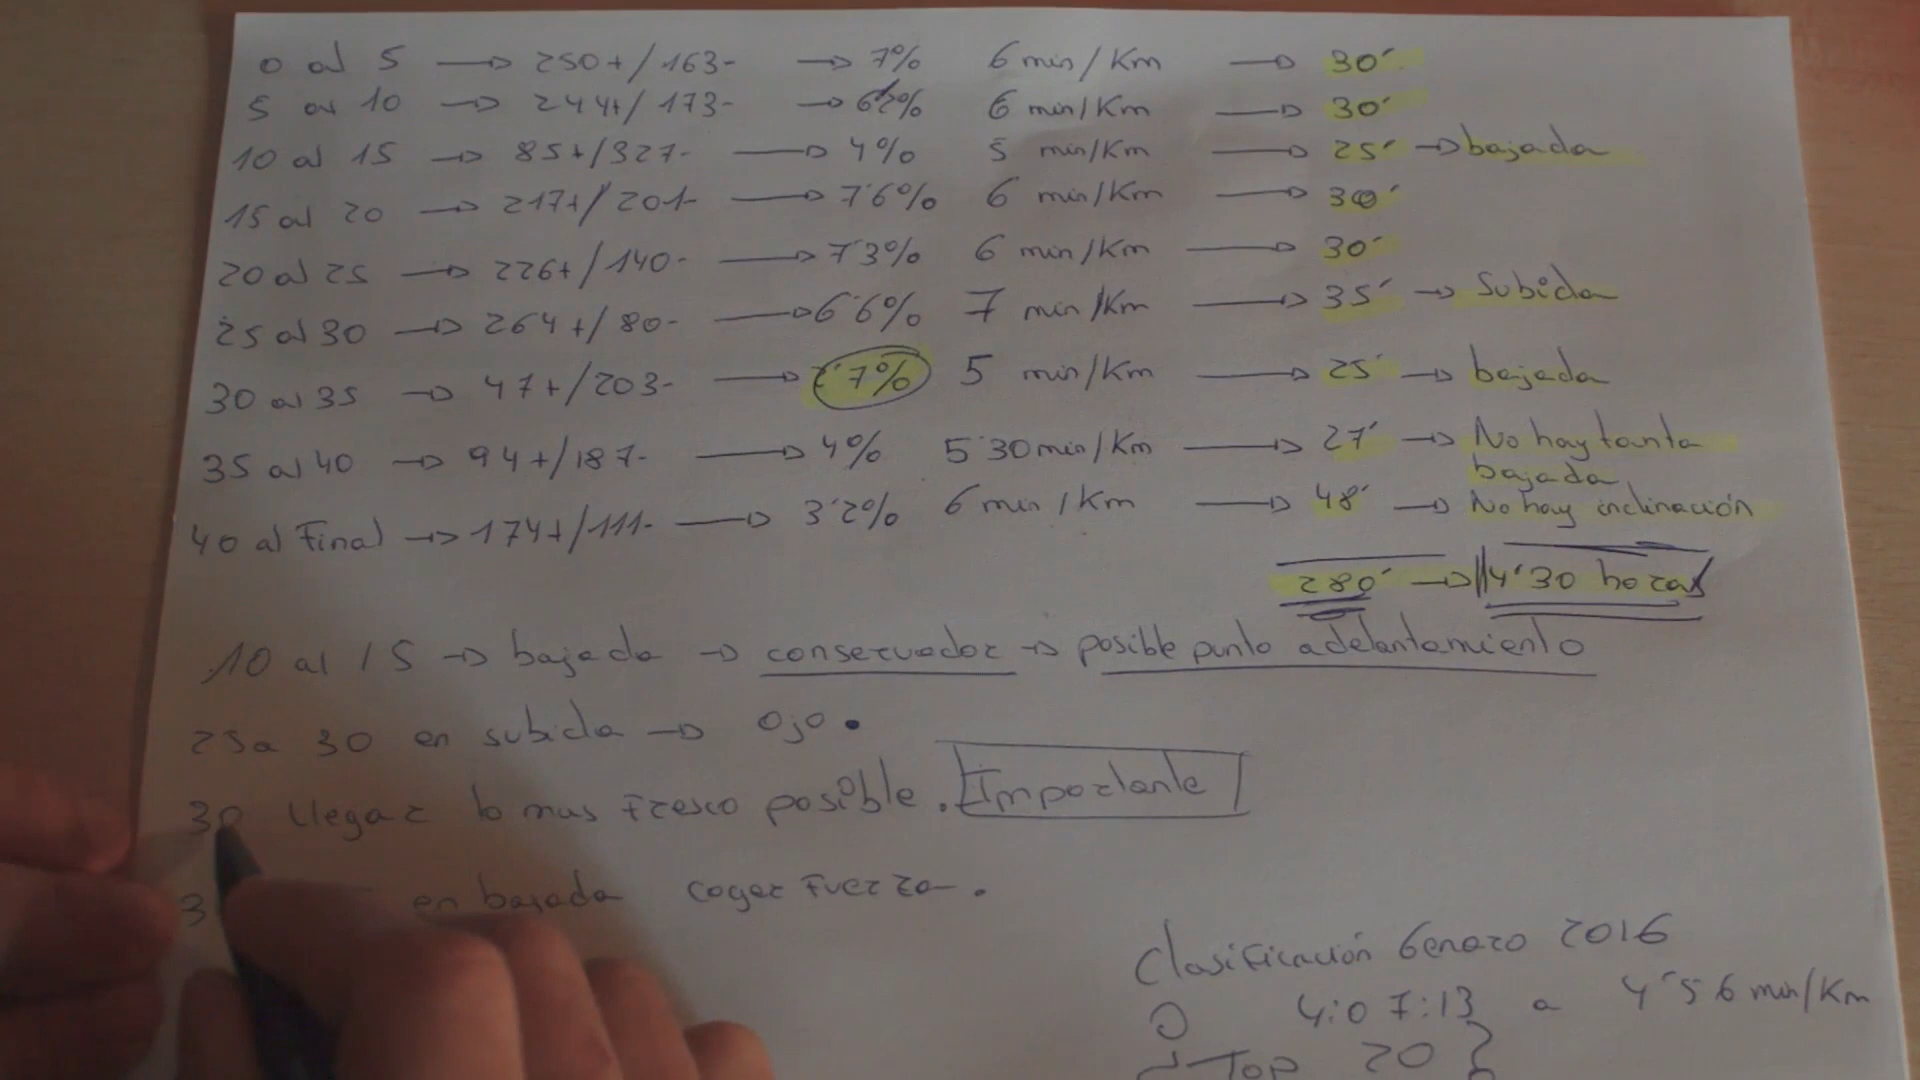 0 al 5 → 250+/163- → 7% 6 min/Km → 30'
5 al 10 → 244+/173- → 6'2% 6 min/Km → 30'
10 al 15 → 85+/327- → 4% 5 min/Km → 25' → bajada
15 al 20 → 217+/201- → 7'6% 6 min/Km → 30'
20 al 25 → 226+/140- → 7'3% 6 min/Km → 30'
25 al 30 → 264+/80- → 6'6% 7 min/Km → 35' → Subida
30 al 35 → 47+/203- → 2'7% 5 min/Km → 25' → bajada
35 al 40 → 94+/187- → 4% 5'30 min/Km → 27' → No hay tanta
bajada
40 al Final → 174+/111- → 3'2% 6 min/Km → 48' → No hay inclinación
280' → 4'30 horas
10 al 15 → bajada → conservador → posible punto adelantamiento
25 a 30 en subida → Ojo.
30 llegar lo mas fresco posible. Importante
en bajada coger fuerza.
Clasificación Genaro 2016
4:07:13 a 4'56 min/Km
Top 20